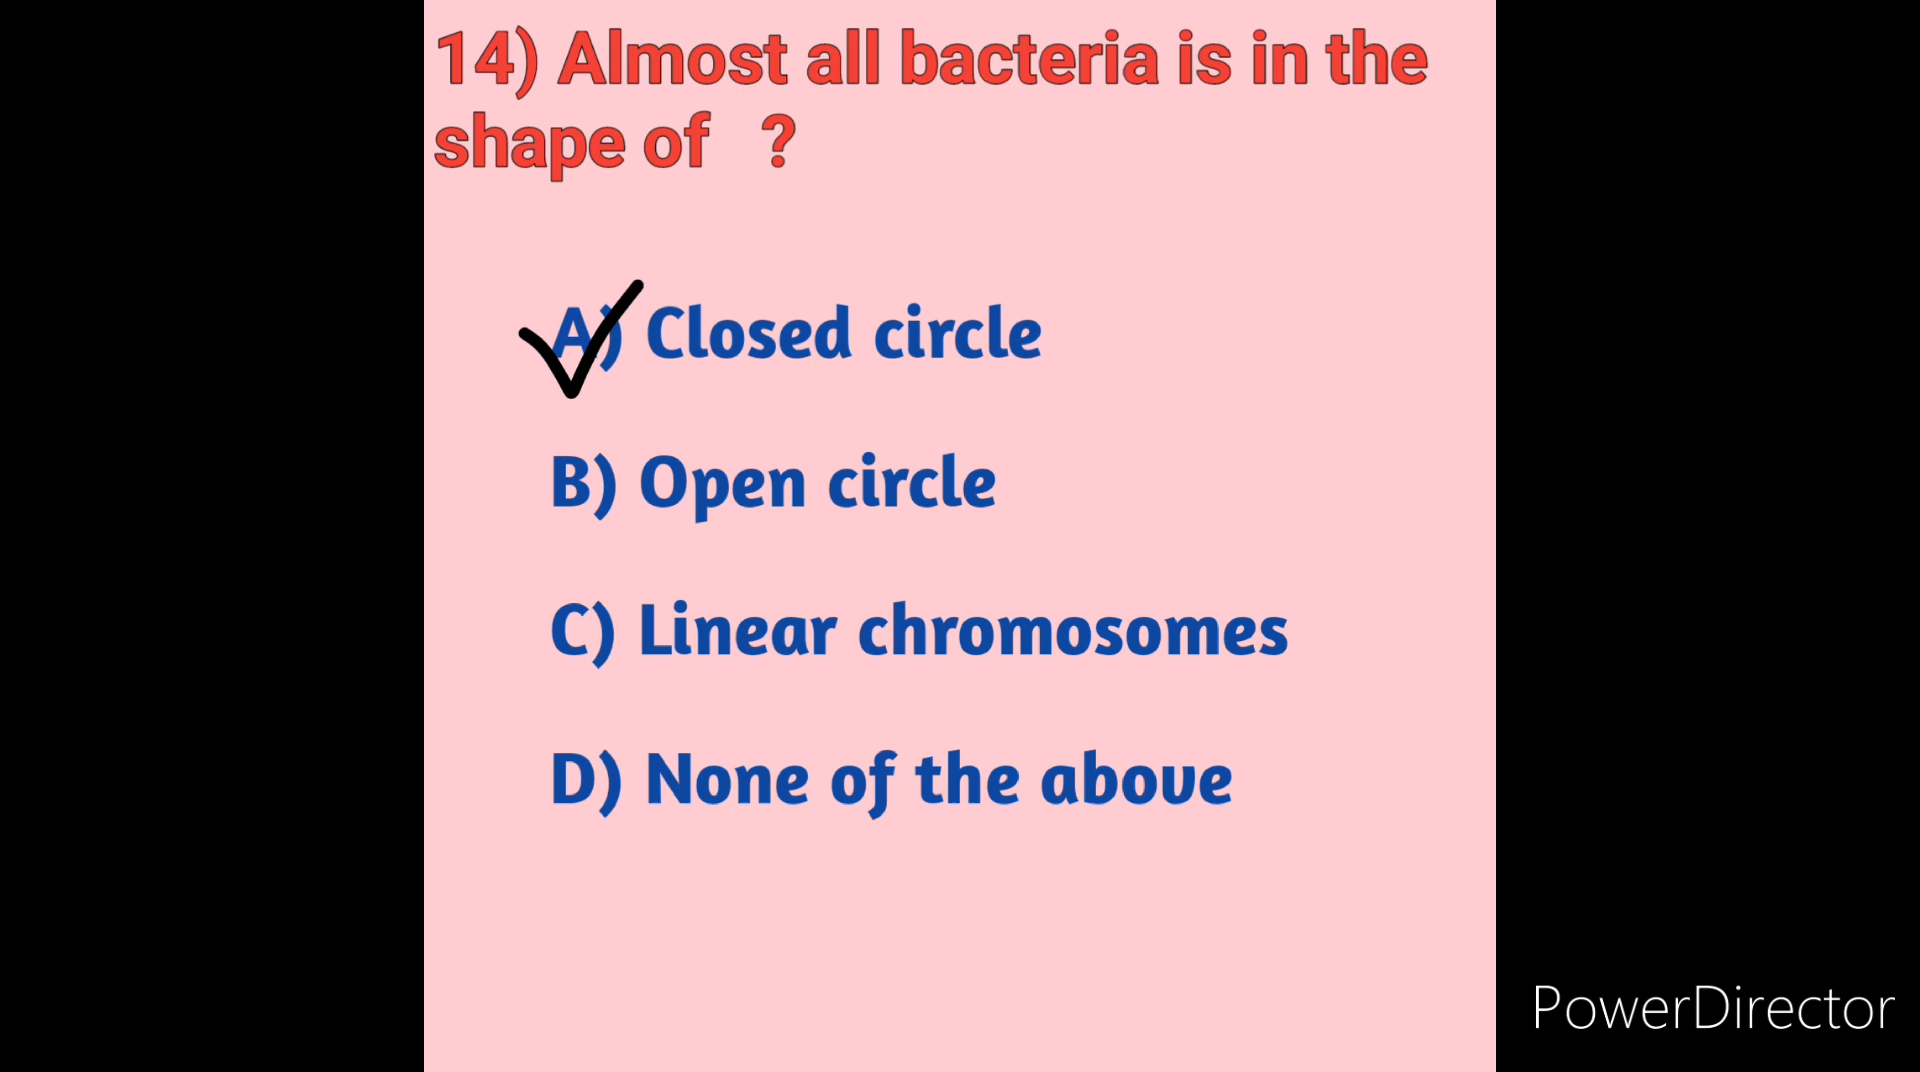 14) Almost all bacteria is in the
shape of ?
A) Closed circle
B) Open circle
C) Linear chromosomes
D) None of the above
PowerDirector